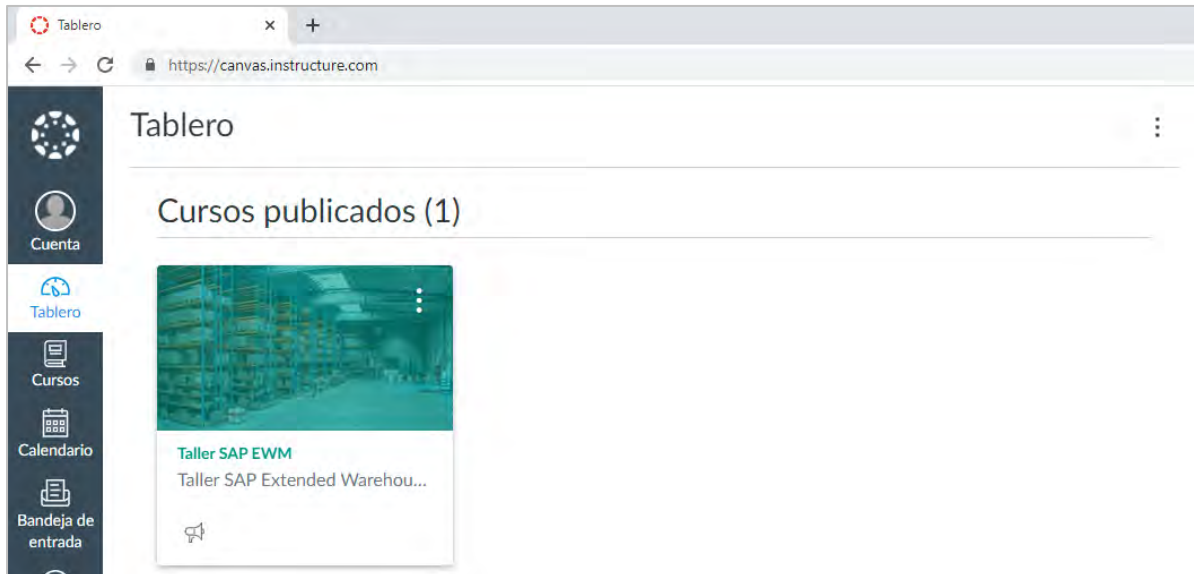 Tablero
https://canvas.instructure.com
Tablero
Cuenta
Tablero
Cursos
Calendario
Bandeja de
entrada
Cursos publicados (1)
Taller SAP EWM
Taller SAP Extended Warehou...